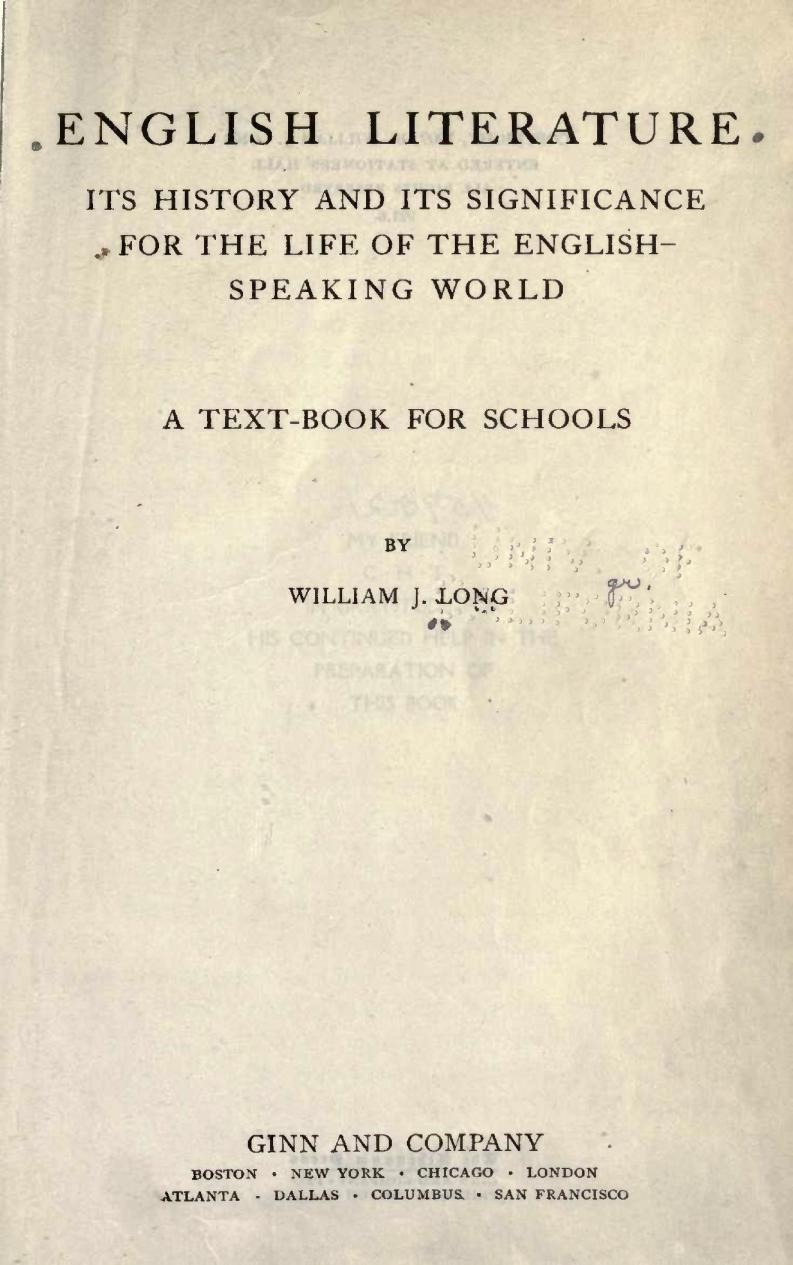 ENGLISH LITERATURE
ITS HISTORY AND ITS SIGNIFICANCE
FOR THE LIFE OF THE ENGLISH-
SPEAKING WORLD
A TEXT-BOOK FOR SCHOOLS
BY
WILLIAM J. LONG
GINN AND COMPANY
BOSTON · NEW YORK · CHICAGO · LONDON
ATLANTA · DALLAS · COLUMBUS · SAN FRANCISCO